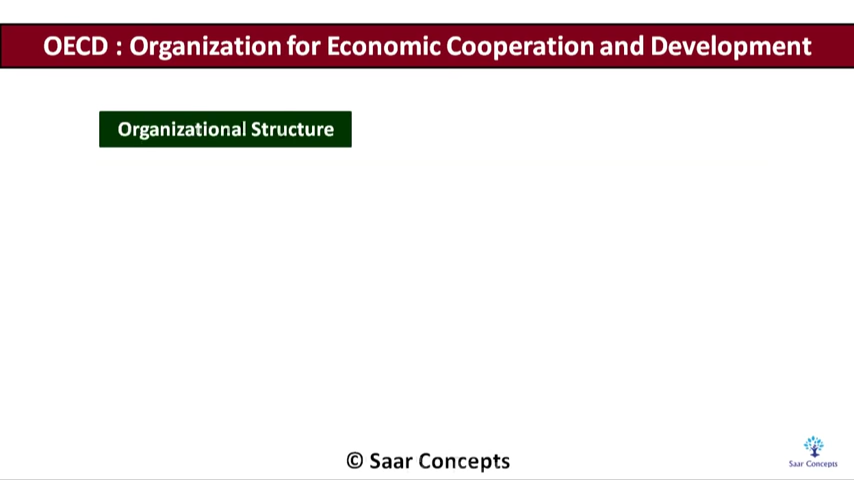 OECD : Organization for Economic Cooperation and Development
Organizational Structure
© Saar Concepts
Saar Concepts